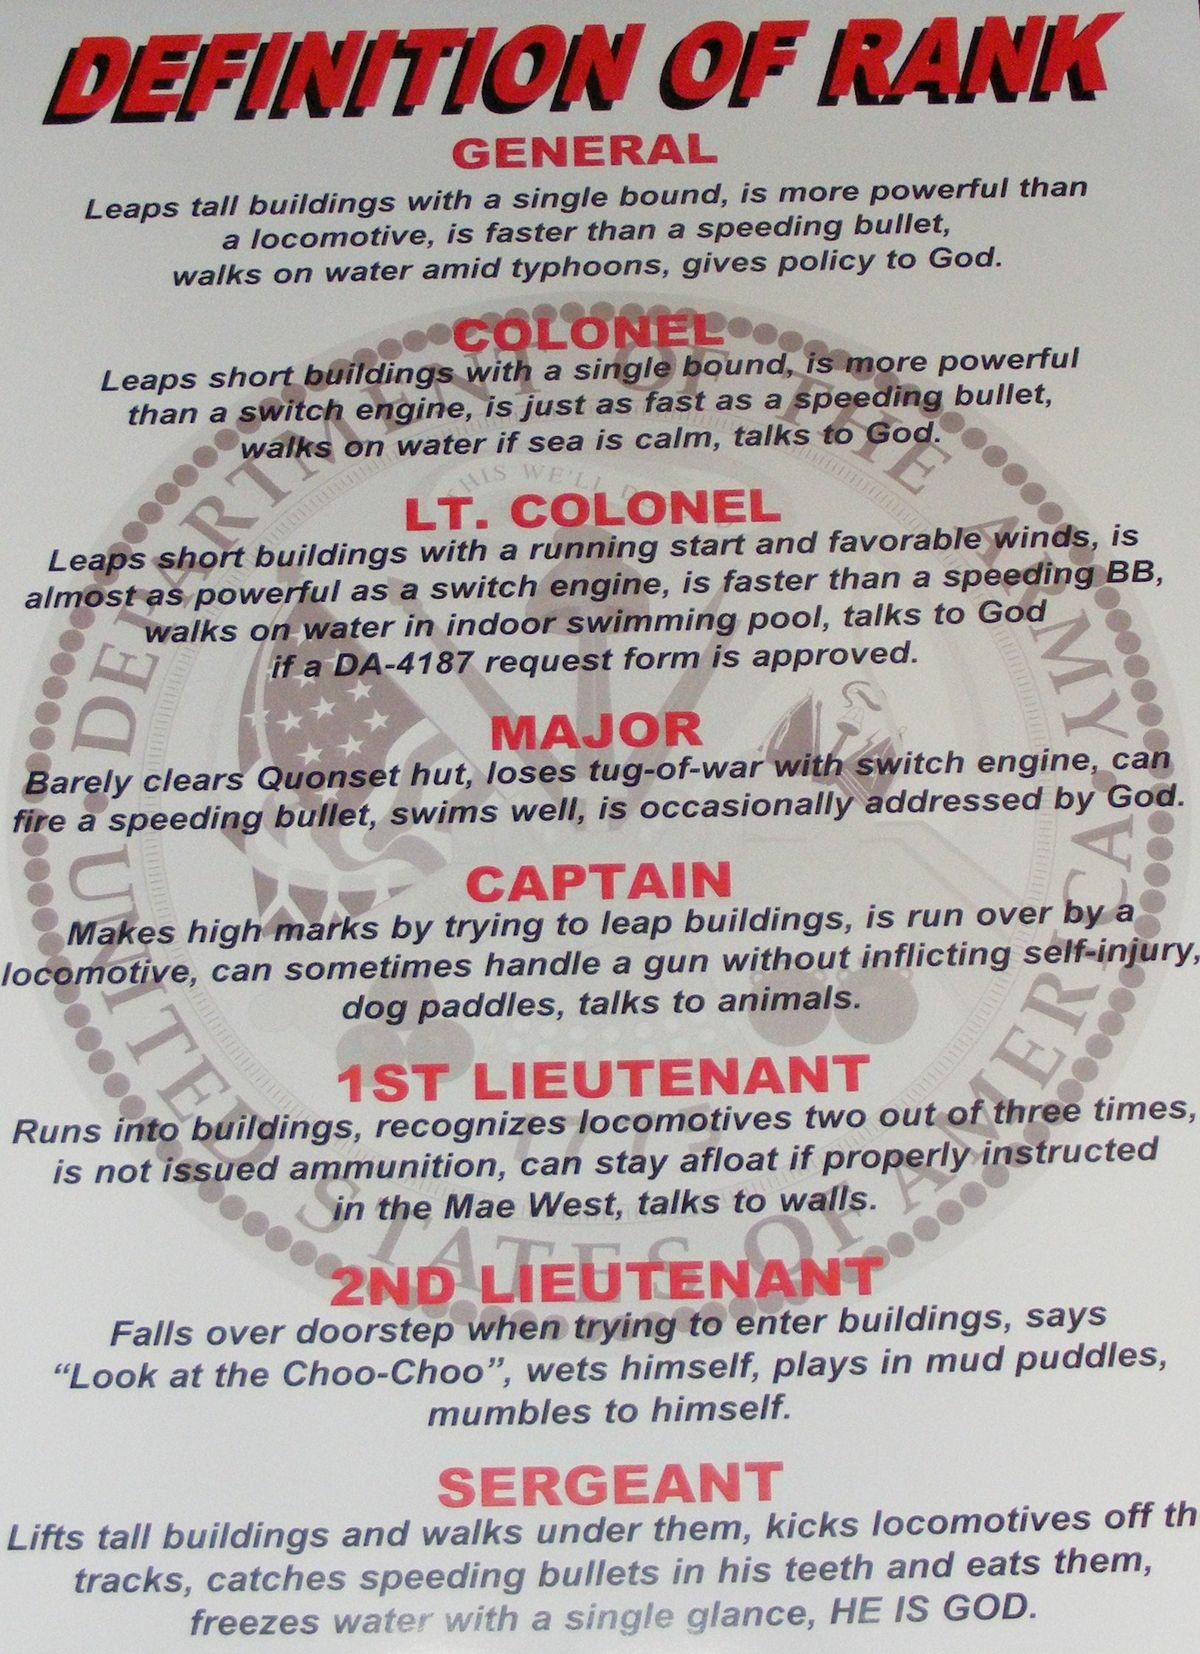 DEFINITION OF RANK
GENERAL
Leaps tall buildings with a single bound, is more powerful than
a locomotive, is faster than a speeding bullet,
walks on water amid typhoons, gives policy to God.
COLONEL
Leaps short buildings with a single bound, is more powerful
than a switch engine, is just as fast as a speeding bullet,
walks on water if sea is calm, talks to God.
LT. COLONEL
Leaps short buildings with a running start and favorable winds, is
almost as powerful as a switch engine, is faster than a speeding BB,
walks on water in indoor swimming pool, talks to God
if a DA-4187 request form is approved.
MAJOR
Barely clears Quonset hut, loses tug-of-war with switch engine, can
fire a speeding bullet, swims well, is occasionally addressed by God.
CAPTAIN
Makes high marks by trying to leap buildings, is run over by a
locomotive, can sometimes handle a gun without inflicting self-injury,
dog paddles, talks to animals.
1ST LIEUTENANT
Runs into buildings, recognizes locomotives two out of three times,
is not issued ammunition, can stay afloat if properly instructed
in the Mae West, talks to walls.
2ND LIEUTENANT
Falls over doorstep when trying to enter buildings, says
“Look at the Choo-Choo”, wets himself, plays in mud puddles,
mumbles to himself.
SERGEANT
Lifts tall buildings and walks under them, kicks locomotives off th
tracks, catches speeding bullets in his teeth and eats them,
freezes water with a single glance, HE IS GOD.
DEPARTMENT OF THE ARMY
UNITED STATES OF AMERICA
THIS WE'LL